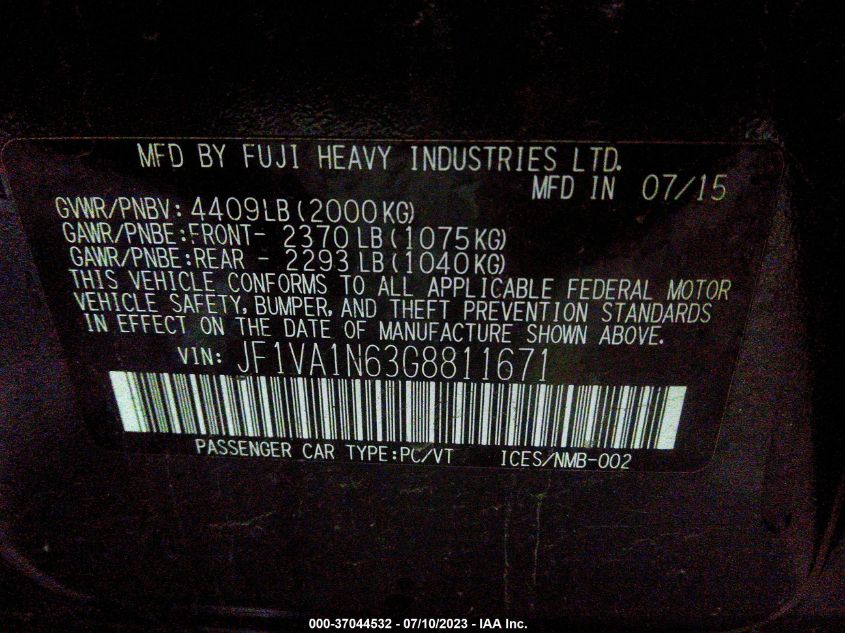 MFD BY FUJI HEAVY INDUSTRIES LTD.
MFD IN 07/15
GVWR/PNBV: 4409LB(2000KG)
GAWR/PNBE:FRONT- 2370 LB(1075KG)
GAWR/PNBE:REAR - 2293 LB(1040KG)
THIS VEHICLE CONFORMS TO ALL APPLICABLE FEDERAL MOTOR
VEHICLE SAFETY, BUMPER, AND THEFT PREVENTION STANDARDS
IN EFFECT ON THE DATE OF MANUFACTURE SHOWN ABOVE.
VIN: JF1VA1N63G8811671
PASSENGER CAR TYPE:PC/VT ICES/NMB-002
000-37044532 - 07/10/2023 - IAA Inc.